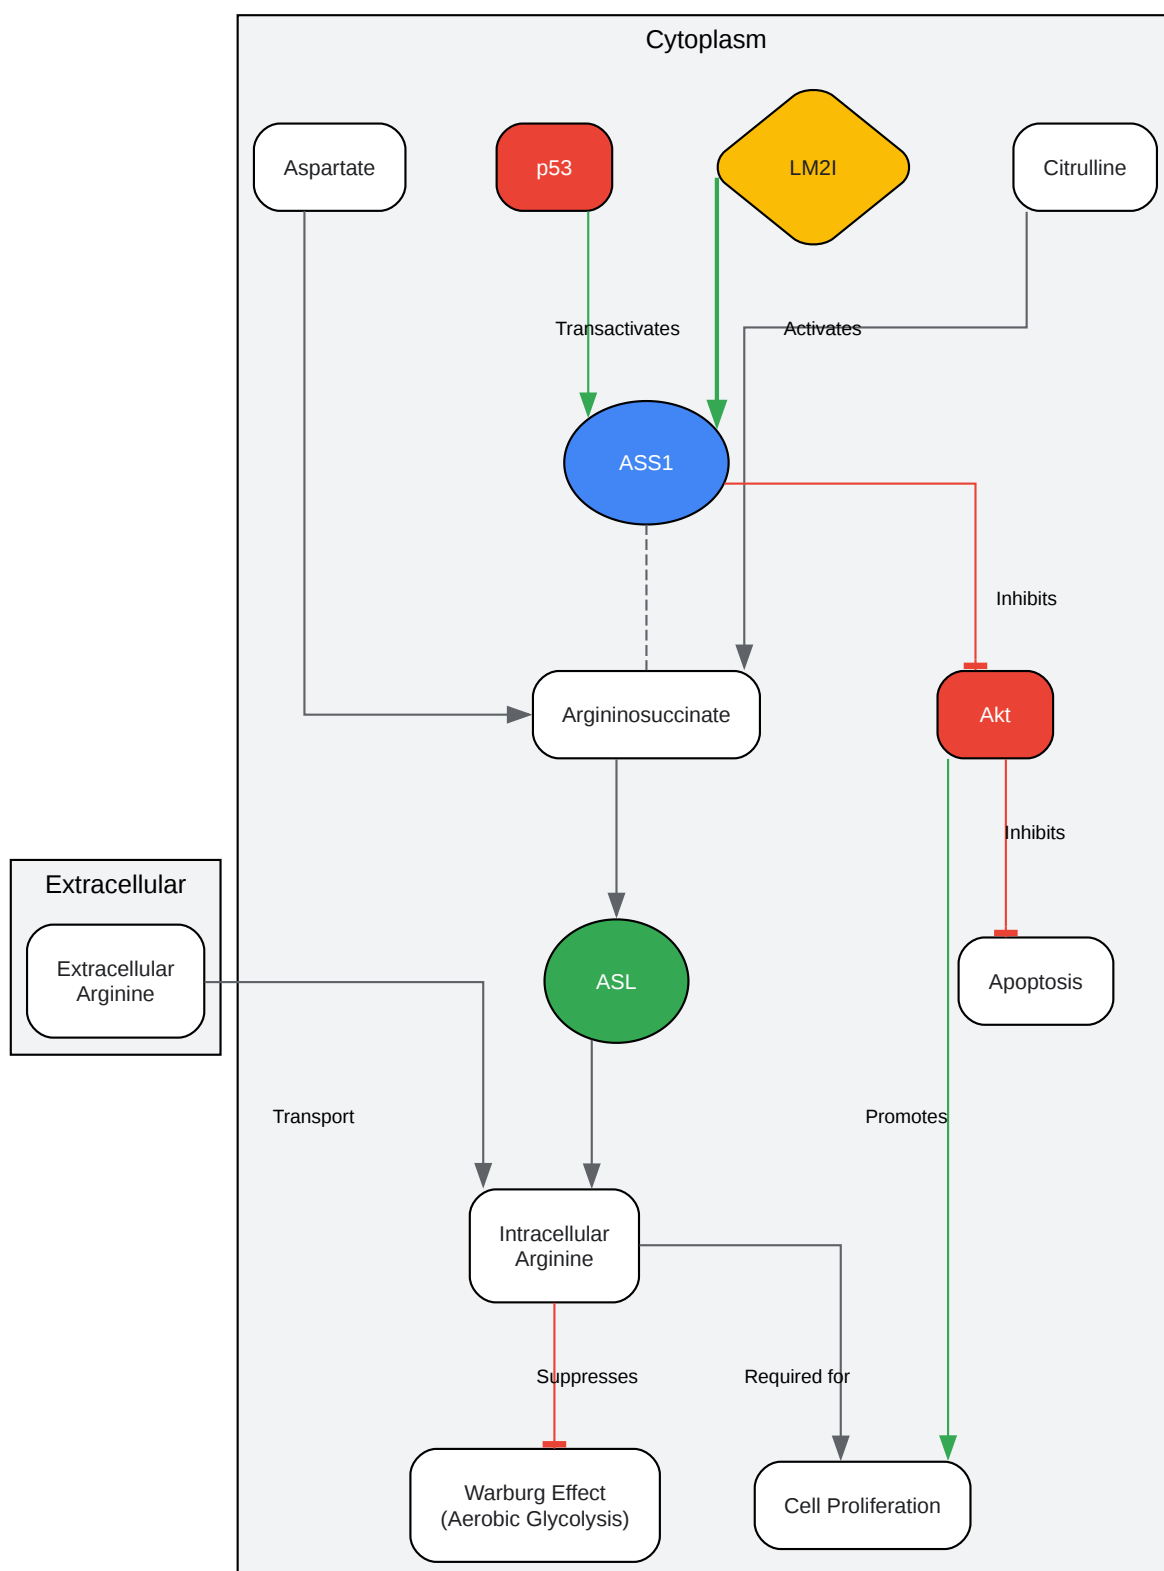 Cytoplasm
Aspartate
p53
LM2I
Citrulline
Transactivates
Activates
ASS1
Inhibits
Argininosuccinate
Akt
Inhibits
Extracellular
Extracellular
Arginine
ASL
Apoptosis
Transport
Promotes
Intracellular
Arginine
Suppresses
Required for
Warburg Effect
(Aerobic Glycolysis)
Cell Proliferation